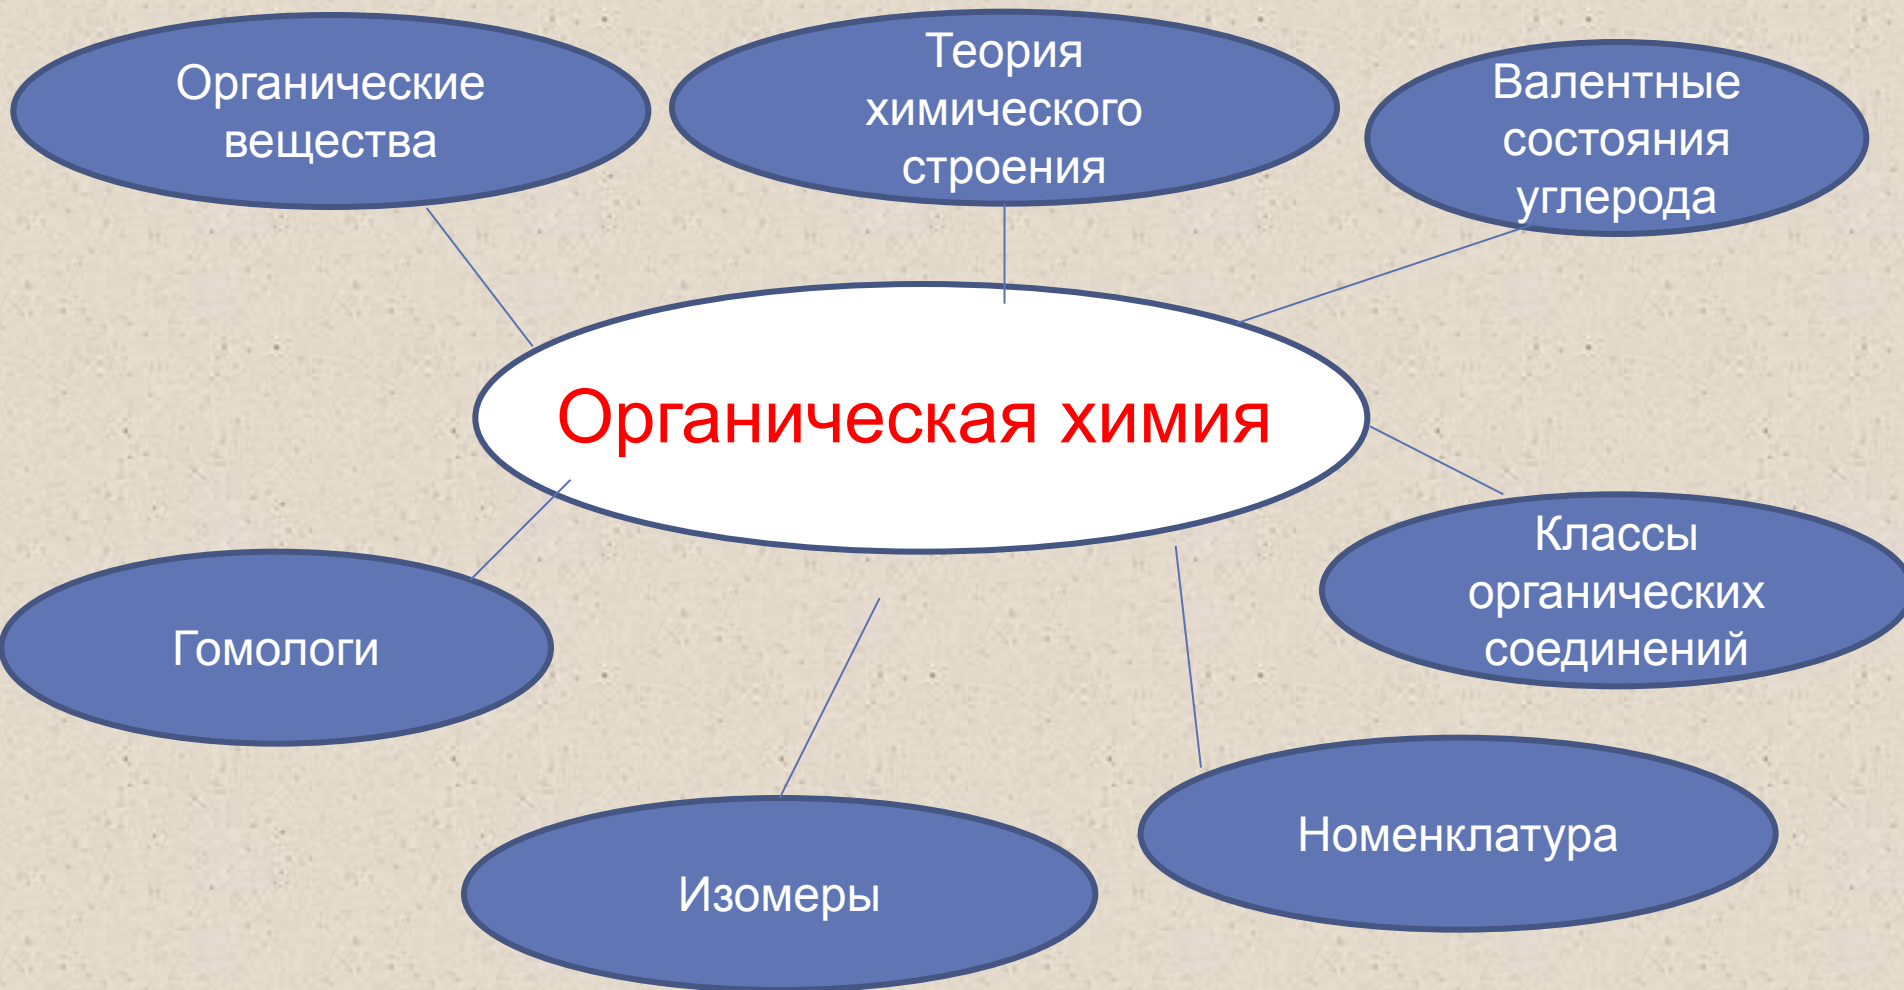 Органические
вещества
Теория
химического
строения
Валентные
состояния
углерода
Органическая химия
Классы
органических
соединений
Гомологи
Номенклатура
Изомеры